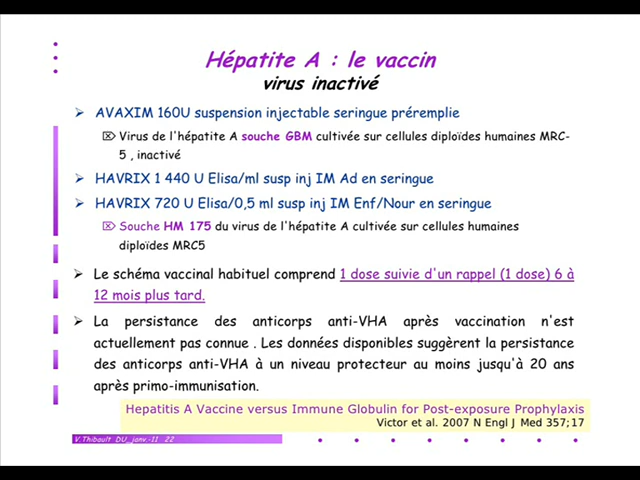 Hépatite A : le vaccin
virus inactivé
AVAXIM 160U suspension injectable seringue préremplie
Virus de l'hépatite A souche GBM cultivée sur cellules diploïdes humaines MRC-
5 , inactivé
HAVRIX 1 440 U Elisa/ml susp inj IM Ad en seringue
HAVRIX 720 U Elisa/0,5 ml susp inj IM Enf/Nour en seringue
Souche HM 175 du virus de l'hépatite A cultivée sur cellules humaines
diploïdes MRC5
Le schéma vaccinal habituel comprend 1 dose suivie d'un rappel (1 dose) 6 à
12 mois plus tard.
La persistance des anticorps anti-VHA après vaccination n'est
actuellement pas connue . Les données disponibles suggèrent la persistance
des anticorps anti-VHA à un niveau protecteur au moins jusqu'à 20 ans
après primo-immunisation.
Hepatitis A Vaccine versus Immune Globulin for Post-exposure Prophylaxis
Victor et al. 2007 N Engl J Med 357;17
V.Thibault DU_janv.-11 22